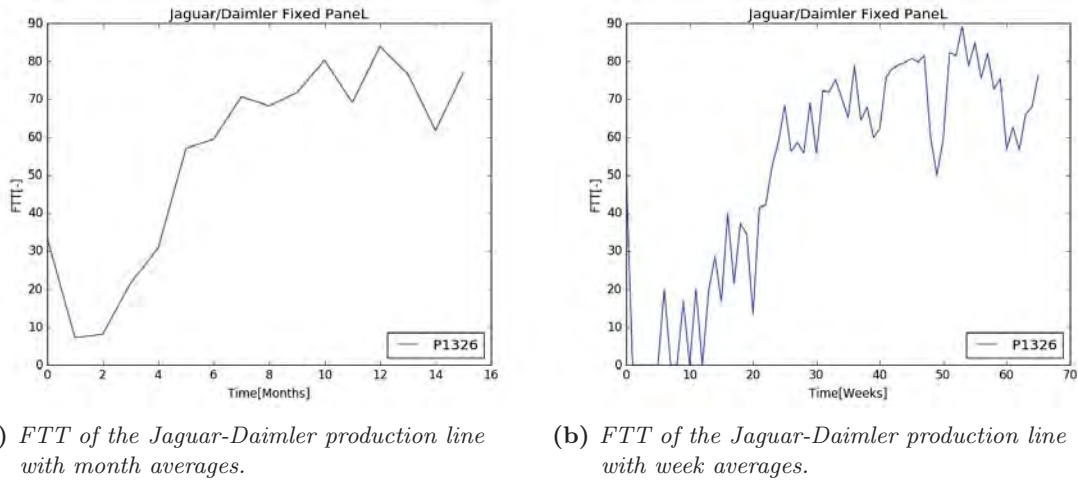 Jaguar/Daimler Fixed PaneL
90
80
70
60
50
40
30
20
10
0
FTT[-]
0 2 4 6 8 10 12 14 16
Time[Months]
P1326
Jaguar/Daimler Fixed PaneL
90
80
70
60
50
40
30
20
10
0
FTT[-]
0 10 20 30 40 50 60 70
Time[Weeks]
P1326
) FTT of the Jaguar-Daimler production line
with month averages.
(b) FTT of the Jaguar-Daimler production line
with week averages.